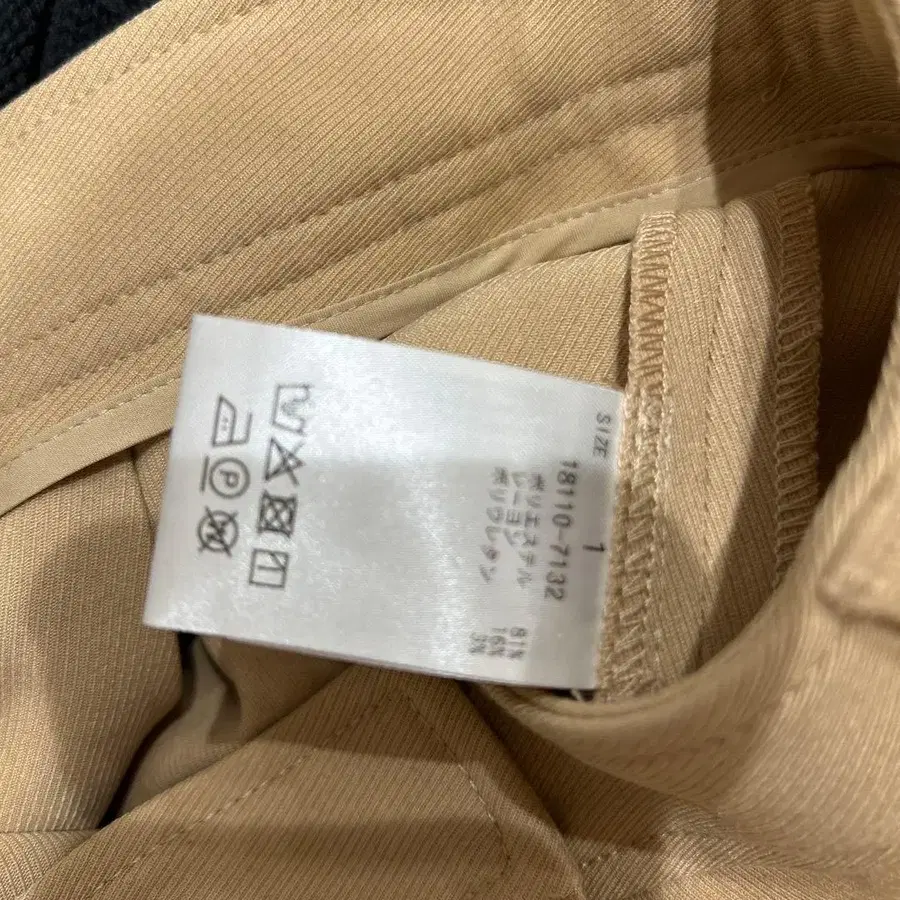 SIZE 1
18110-7132
ポリエステル 81%
レーヨン 16%
ポリウレタン 3%
P
W